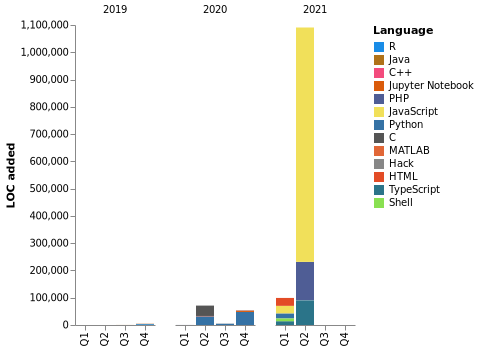 2019 2020 2021
Language
R
Java
C++
Jupyter Notebook
PHP
JavaScript
Python
C
MATLAB
Hack
HTML
TypeScript
Shell
LOC added
1,100,000
1,000,000
900,000
800,000
700,000
600,000
500,000
400,000
300,000
200,000
100,000
0
Q1 Q2 Q3 Q4 Q1 Q2 Q3 Q4 Q1 Q2 Q3 Q4